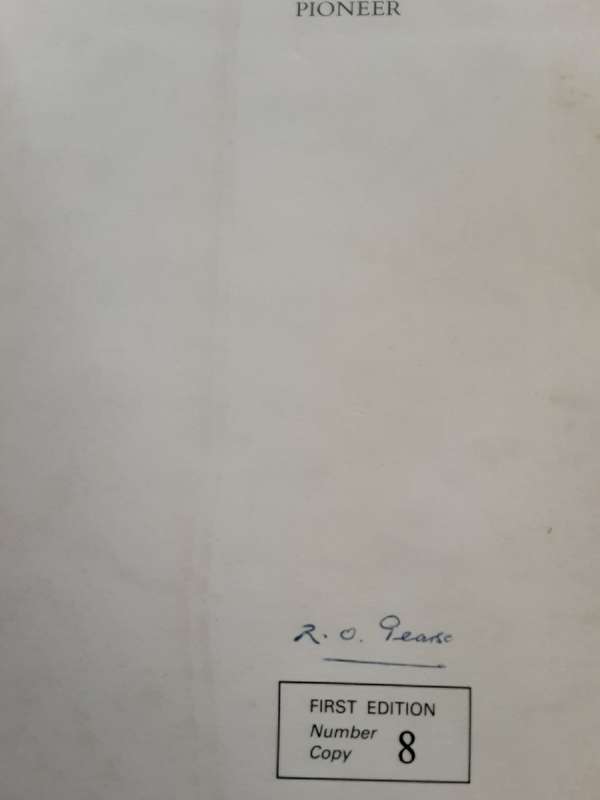 PIONEER
R. O. Pearse
FIRST EDITION
Number
Copy 8